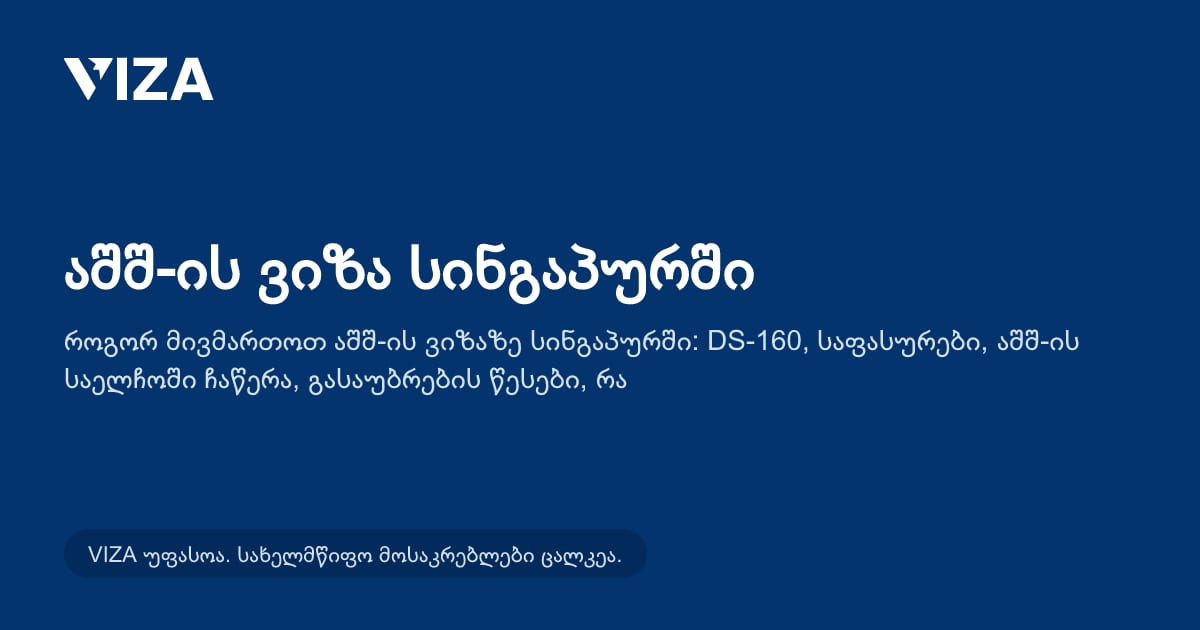 VIZA
აშშ-ის ვიზა სინგაპურში
როგორ მივმართოთ აშშ-ის ვიზაზე სინგაპურში: DS-160, საფასურები, აშშ-ის
საელჩოში ჩაწერა, გასაუბრების წესები, რა
VIZA უფასოა. სახელმწიფო მოსაკრებლები ცალკეა.